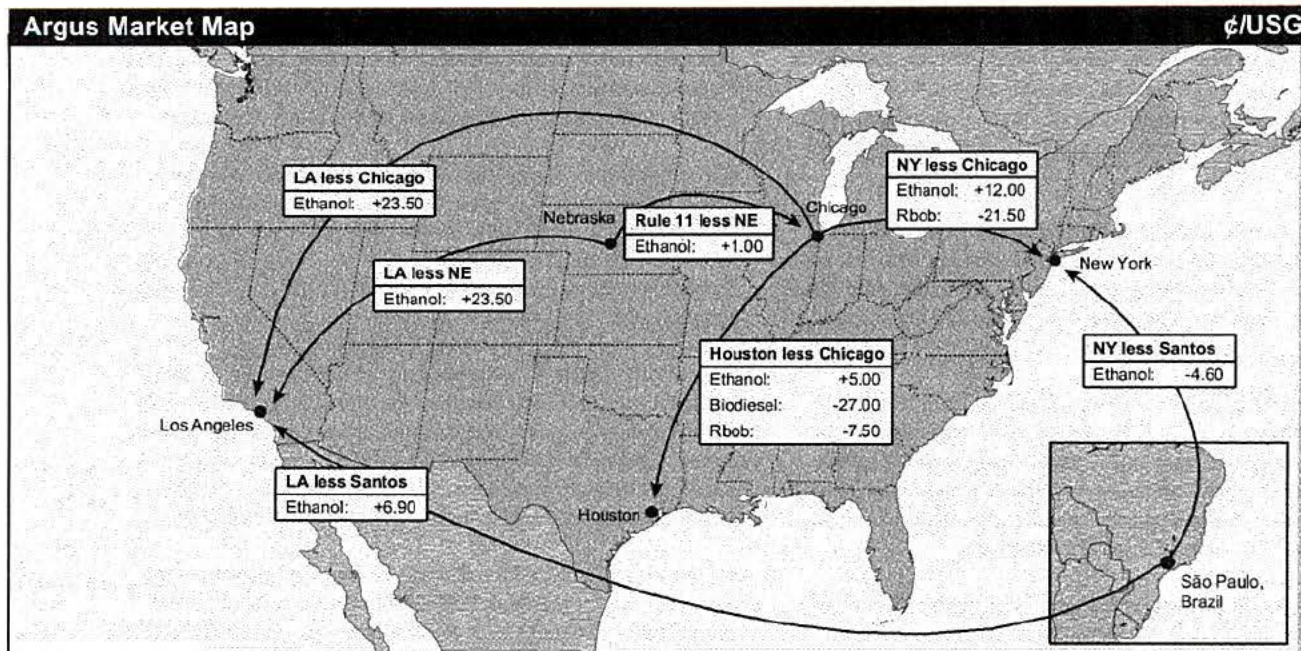 Argus Market Map ¢/USG
LA less Chicago
Ethanol: +23.50
NY less Chicago
Ethanol: +12.00
Rbob: -21.50
Nebraska
Rule 11 less NE
Ethanol: +1.00
Chicago
LA less NE
Ethanol: +23.50
New York
Houston less Chicago
Ethanol: +5.00
Biodiesel: -27.00
Rbob: -7.50
NY less Santos
Ethanol: -4.60
Los Angeles
LA less Santos
Ethanol: +6.90
Houston
São Paulo,
Brazil